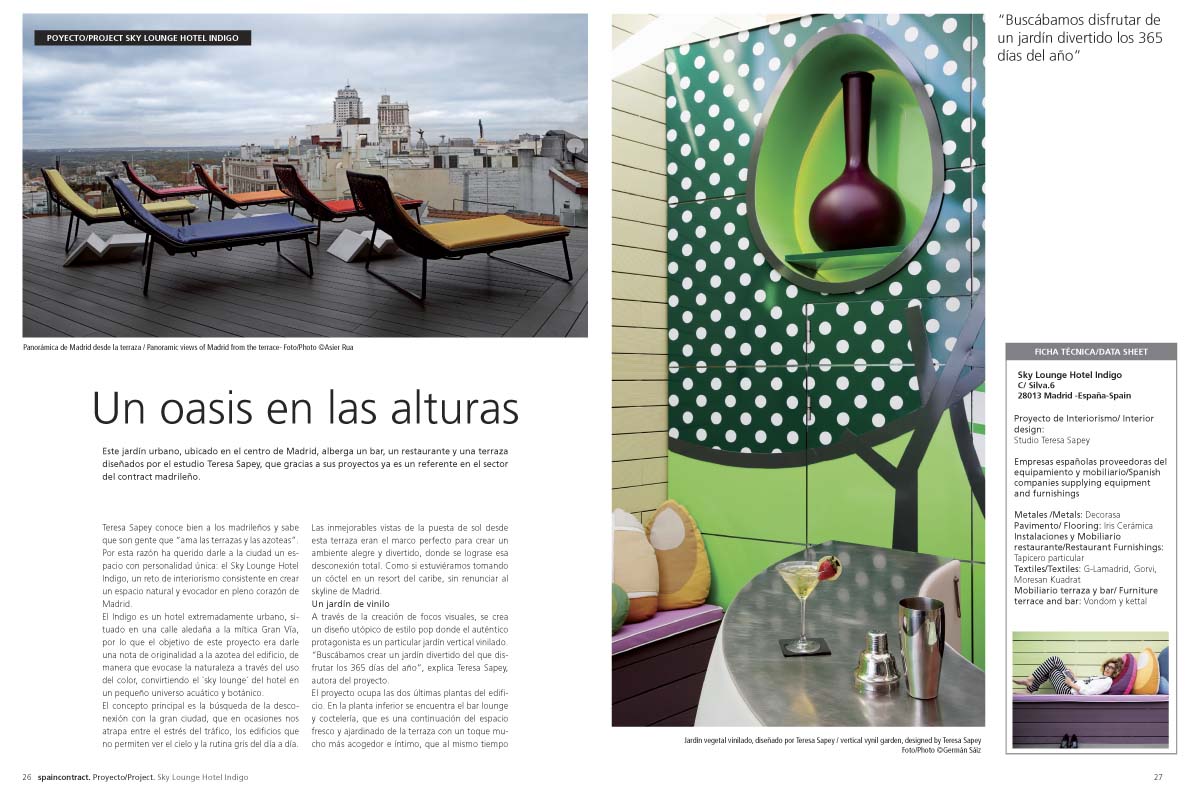 POYECTO/PROJECT SKY LOUNGE HOTEL INDIGO
Panorámica de Madrid desde la terraza / Panoramic views of Madrid from the terrace- Foto/Photo ©Asier Rua
Un oasis en las alturas
Este jardín urbano, ubicado en el centro de Madrid, alberga un bar, un restaurante y una terraza
diseñados por el estudio Teresa Sapey, que gracias a sus proyectos ya es un referente en el sector
del contract madrileño.
Teresa Sapey conoce bien a los madrileños y sabe
que son gente que “ama las terrazas y las azoteas”.
Por esta razón ha querido darle a la ciudad un es-
pacio con personalidad única: el Sky Lounge Hotel
Indigo, un reto de interiorismo consistente en crear
un espacio natural y evocador en pleno corazón de
Madrid.
El Indigo es un hotel extremadamente urbano, si-
tuado en una calle aledaña a la mítica Gran Vía,
por lo que el objetivo de este proyecto era darle
una nota de originalidad a la azotea del edificio, de
manera que evocase la naturaleza a través del uso
del color, convirtiendo el ‘sky lounge’ del hotel en
un pequeño universo acuático y botánico.
El concepto principal es la búsqueda de la desco-
nexión con la gran ciudad, que en ocasiones nos
atrapa entre el estrés del tráfico, los edificios que
no permiten ver el cielo y la rutina gris del día a día.
Las inmejorables vistas de la puesta de sol desde
esta terraza eran el marco perfecto para crear un
ambiente alegre y divertido, donde se lograse esa
desconexión total. Como si estuviéramos tomando
un cóctel en un resort del caribe, sin renunciar al
skyline de Madrid.
Un jardín de vinilo
A través de la creación de focos visuales, se crea
un diseño utópico de estilo pop donde el auténtico
protagonista es un particular jardín vertical vinilado.
“Buscábamos crear un jardín divertido del que dis-
frutar los 365 días del año”, explica Teresa Sapey,
autora del proyecto.
El proyecto ocupa las dos últimas plantas del edifi-
cio. En la planta inferior se encuentra el bar lounge
y coctelería, que es una continuación del espacio
fresco y ajardinado de la terraza con un toque mu-
cho más acogedor e íntimo, que al mismo tiempo
26 spaincontract. Proyecto/Project. Sky Lounge Hotel Indigo
Jardín vegetal vinilado, diseñado por Teresa Sapey / vertical vynil garden, designed by Teresa Sapey
Foto/Photo ©Germán Sáiz
“Buscábamos disfrutar de
un jardín divertido los 365
días del año”
FICHA TÉCNICA/DATA SHEET
Sky Lounge Hotel Indigo
C/ Silva.6
28013 Madrid -España-Spain
Proyecto de Interiorismo/ Interior
design:
Studio Teresa Sapey
Empresas españolas proveedoras del
equipamiento y mobiliario/Spanish
companies supplying equipment
and furnishings
Metales /Metals: Decorasa
Pavimento/ Flooring: Iris Cerámica
Instalaciones y Mobiliario
restaurante/Restaurant Furnishings:
Tapicero particular
Textiles/Textiles: G-Lamadrid, Gorvi,
Moresan Kuadrat
Mobiliario terraza y bar/ Furniture
terrace and bar: Vondom y kettal
27